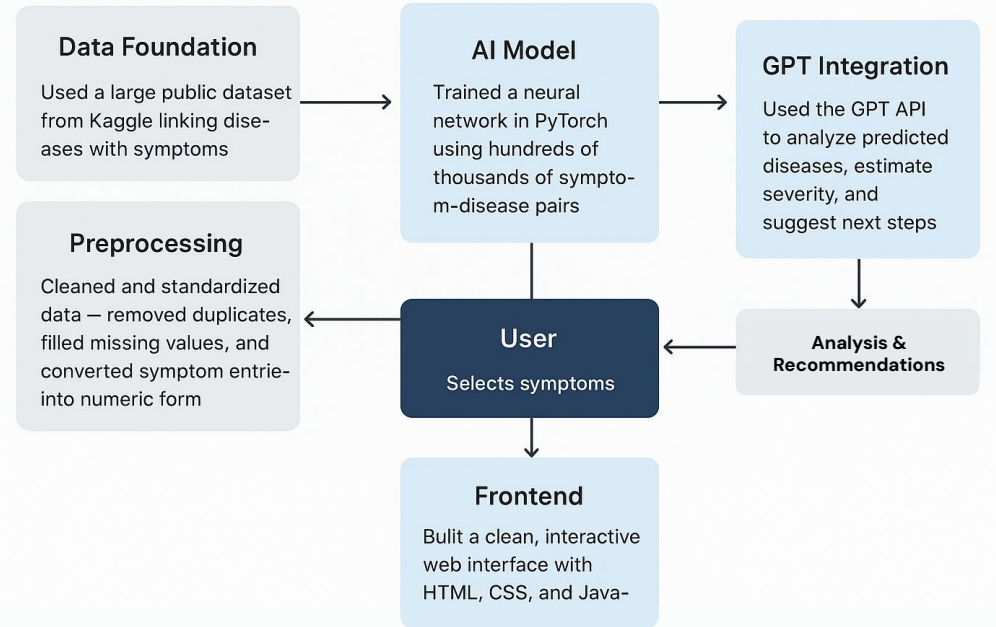 Data Foundation
Used a large public dataset
from Kaggle linking dise-
ases with symptoms
AI Model
Trained a neural
network in PyTorch
using hundreds of
thousands of sympto-
m-disease pairs
GPT Integration
Used the GPT API
to analyze predicted
diseases, estimate
severity, and
suggest next steps
Preprocessing
Cleaned and standardized
data — removed duplicates,
filled missing values, and
converted symptom entrie-
into numeric form
User
Selects symptoms
Analysis &
Recommendations
Frontend
Bulit a clean, interactive
web interface with
HTML, CSS, and Java-